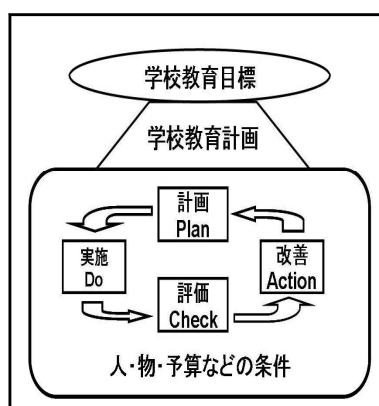 学校教育目標
学校教育計画
計画
Plan
実施
Do
改善
Action
評価
Check
人・物・予算などの条件